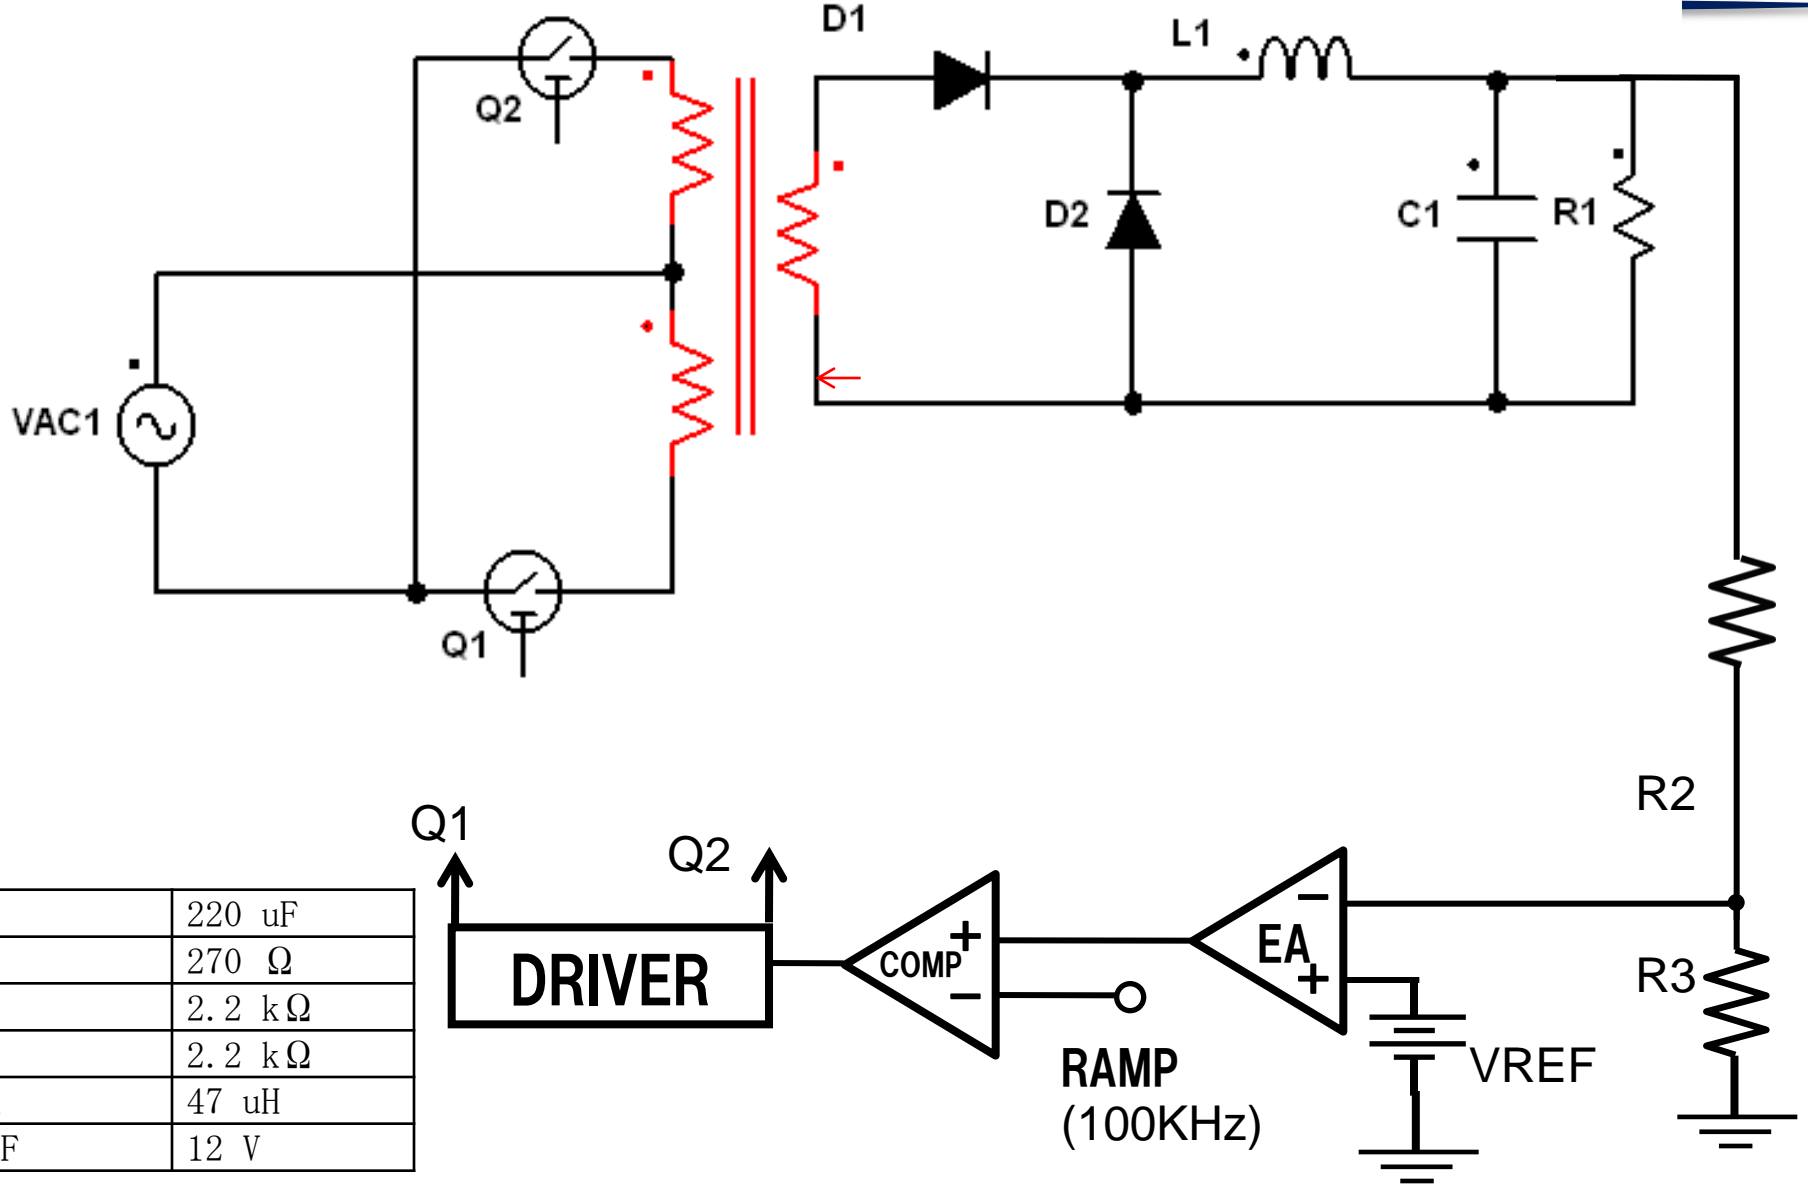 D1
L1
Q2
D2
C1
R1
VAC1
Q1
R2
Q1
Q2
220 uF
270 Ω
2.2 kΩ
2.2 kΩ
47 uH
F
12 V
DRIVER
COMP
+
−
EA
−
+
R3
RAMP
(100KHz)
VREF